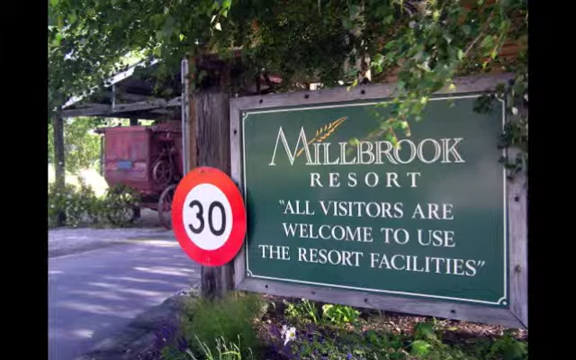 MILLBROOK
RESORT
"ALL VISITORS ARE
WELCOME TO USE
THE RESORT FACILITIES"
30